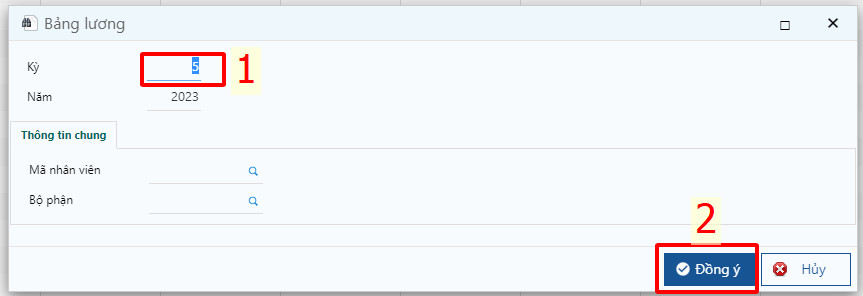 Bảng lương
Kỳ 5 1
Năm 2023
Thông tin chung
Mã nhân viên
Bộ phận
2
Đồng ý Hủy